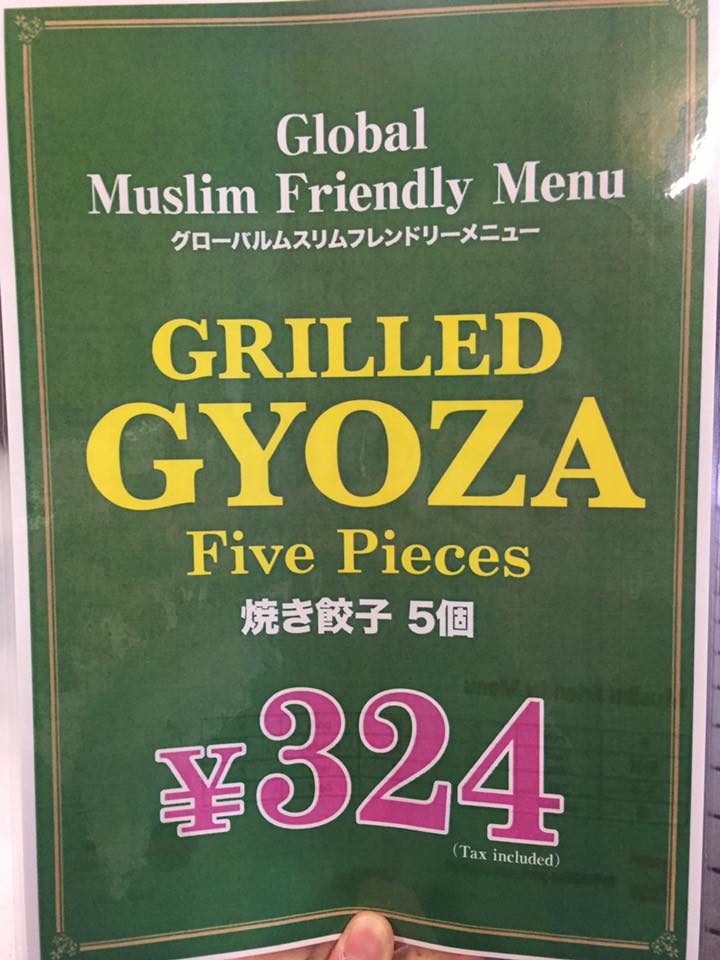 Global
Muslim Friendly Menu
グローバルムスリムフレンドリーメニュー
GRILLED
GYOZA
Five Pieces
焼き餃子 5個
¥324
(Tax included)